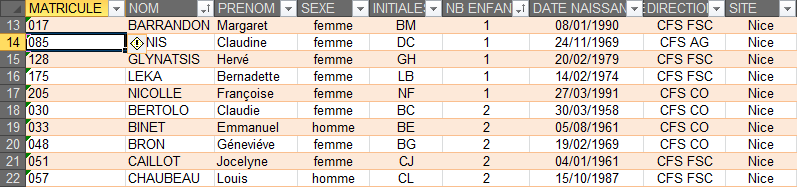 MATRICULE NOM PRENOM SEXE INITIALES NB ENFAN DATE NAISSAN DIRECTION SITE
13 017 BARRANDON Margaret femme BM 1 08/01/1990 CFS FSC Nice
14 085 NIS Claudine femme DC 1 24/11/1969 CFS AG Nice
15 128 GLYNATSIS Hervé femme GH 1 20/02/1979 CFS FSC Nice
16 175 LEKA Bernadette femme LB 1 14/02/1974 CFS FSC Nice
17 205 NICOLLE Françoise femme NF 1 27/03/1991 CFS CO Nice
18 030 BERTOLO Claudie femme BC 2 30/03/1958 CFS CO Nice
19 033 BINET Emmanuel homme BE 2 05/08/1961 CFS CO Nice
20 048 BRON Géneviéve femme BG 2 19/02/1969 CFS CO Nice
21 051 CAILLOT Jocelyne femme CJ 2 04/01/1961 CFS FSC Nice
22 057 CHAUBEAU Louis homme CL 2 15/10/1987 CFS FSC Nice